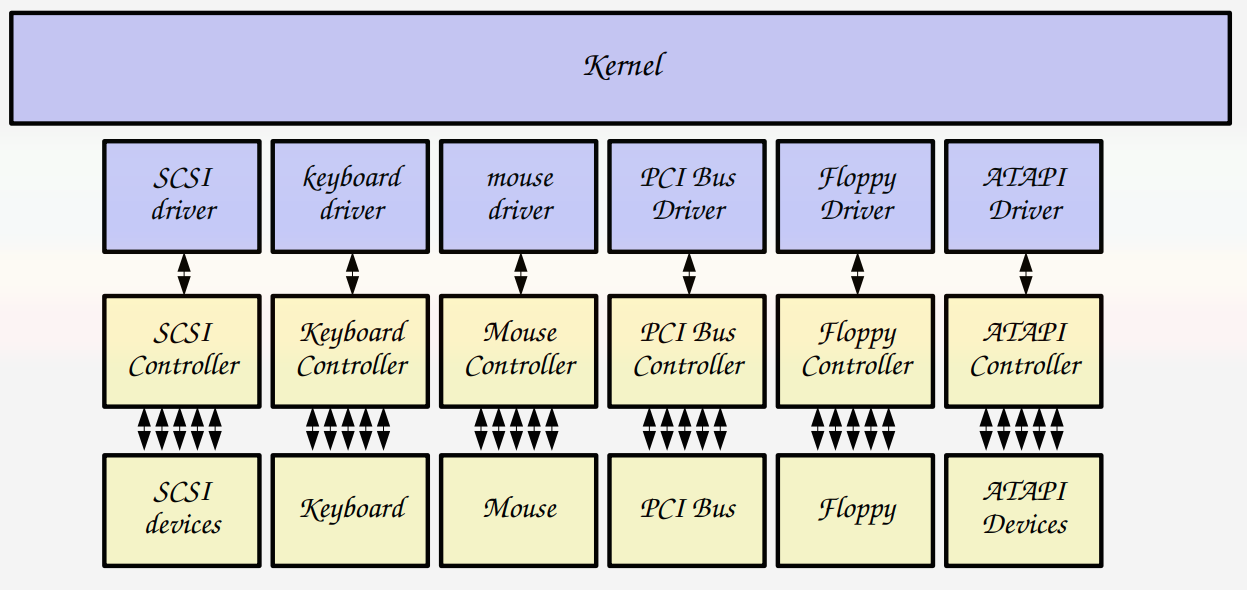 Kernel
SCSI
driver
keyboard
driver
mouse
driver
PCI Bus
Driver
Floppy
Driver
ATAPI
Driver
SCSI
Controller
Keyboard
Controller
Mouse
Controller
PCI Bus
Controller
Floppy
Controller
ATAPI
Controller
SCSI
devices
Keyboard
Mouse
PCI Bus
Floppy
ATAPI
Devices